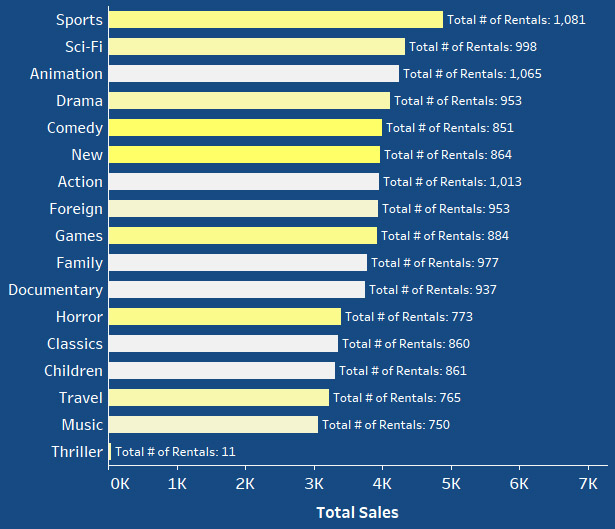 Sports Total # of Rentals: 1,081
Sci-Fi Total # of Rentals: 998
Animation Total # of Rentals: 1,065
Drama Total # of Rentals: 953
Comedy Total # of Rentals: 851
New Total # of Rentals: 864
Action Total # of Rentals: 1,013
Foreign Total # of Rentals: 953
Games Total # of Rentals: 884
Family Total # of Rentals: 977
Documentary Total # of Rentals: 937
Horror Total # of Rentals: 773
Classics Total # of Rentals: 860
Children Total # of Rentals: 861
Travel Total # of Rentals: 765
Music Total # of Rentals: 750
Thriller Total # of Rentals: 11
0K 1K 2K 3K 4K 5K 6K 7K
Total Sales